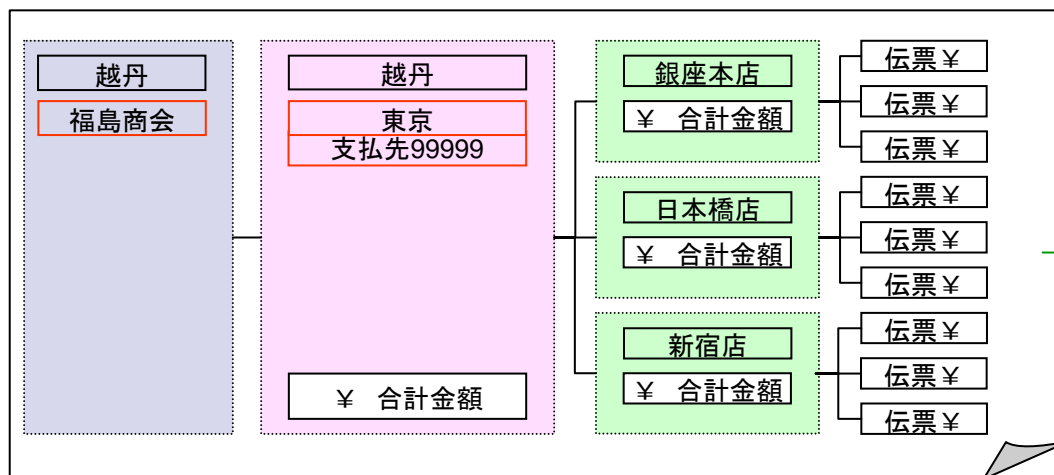 越丹
福島商会
越丹
東京
支払先99999
￥ 合計金額
銀座本店
￥ 合計金額
日本橋店
￥ 合計金額
新宿店
￥ 合計金額
伝票￥
伝票￥
伝票￥
伝票￥
伝票￥
伝票￥
伝票￥
伝票￥
伝票￥